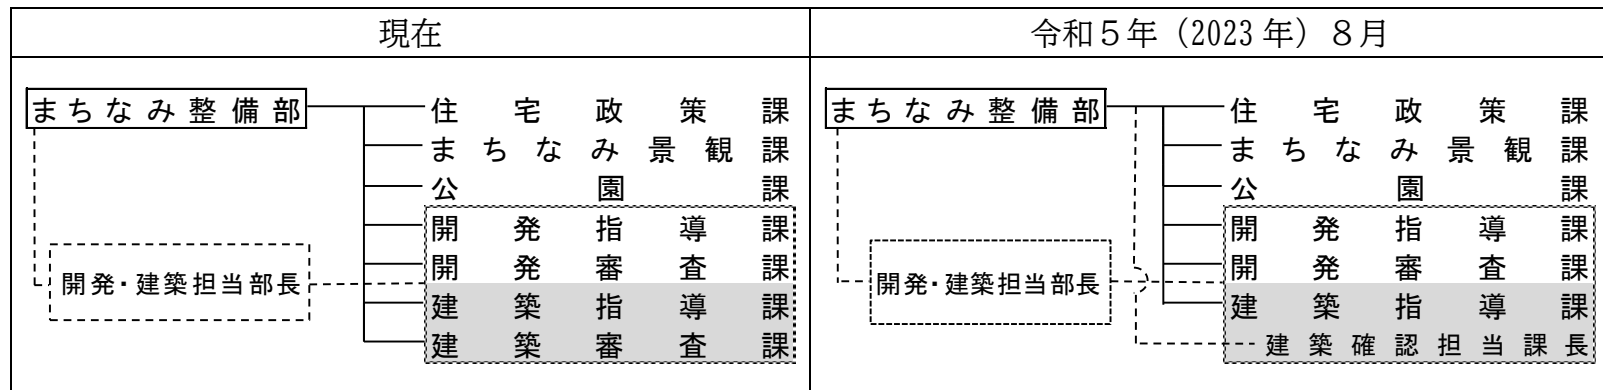 現在
まちなみ整備部
住宅政策課
まちなみ景観課
公園課
開発指導課
開発審査課
開発・建築担当部長
建築指導課
建築審査課
令和５年（2023年）８月
まちなみ整備部
住宅政策課
まちなみ景観課
公園課
開発指導課
開発審査課
開発・建築担当部長
建築指導課
建築確認担当課長